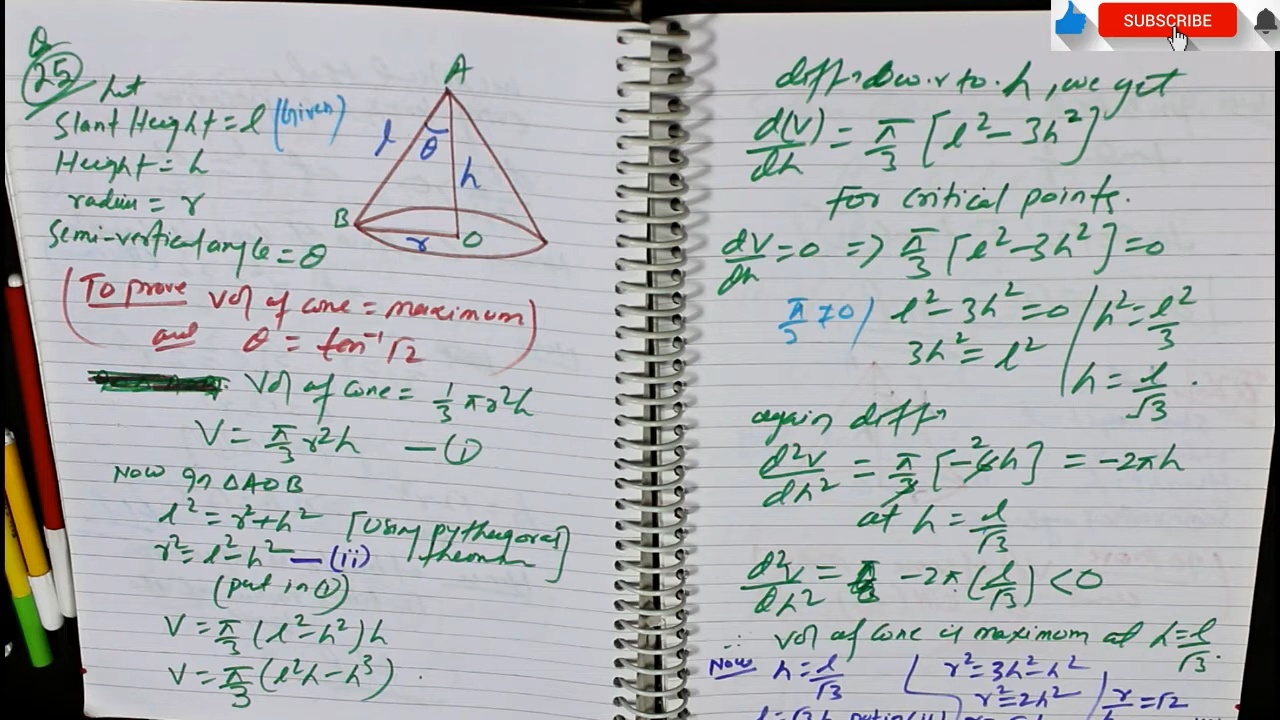 Q
25
Let
Slant Height = l (Given)
Height = h
radius = r
Semi-vertical angle = θ
(To prove Vol of cone = maximum
and θ = tan⁻¹√2)
Vol of cone = 1/3 πr²h
V = π/3 r²h —(i)
Now In ΔAOB
l² = r²+h² [Using pythagoras
r² = l²-h² —(ii) theorem]
(put in (i))
V = π/3 (l²-h²)h
V = π/3 (l²h-h³).
A
l
θ
h
B
r
O
SUBSCRIBE
diff w.r.to.h, we get
d(V)/dh = π/3 [l²-3h²]
For critical points.
dV/dh = 0 => π/3 [l²-3h²] = 0
π/3 ≠ 0) l²-3h² = 0 / h² = l²/3
3h² = l² / h = l/√3.
again diff
d²V/dh² = π/3 [-6h] = -2πh
at h = l/√3
d²V/dh² = -2π.(l/√3) < 0
∴ Vol of cone is maximum at h = l/√3.
Now h = l/√3
l = √3h put in (ii)
r² = 3h²-h²
r² = 2h² / r/h = √2